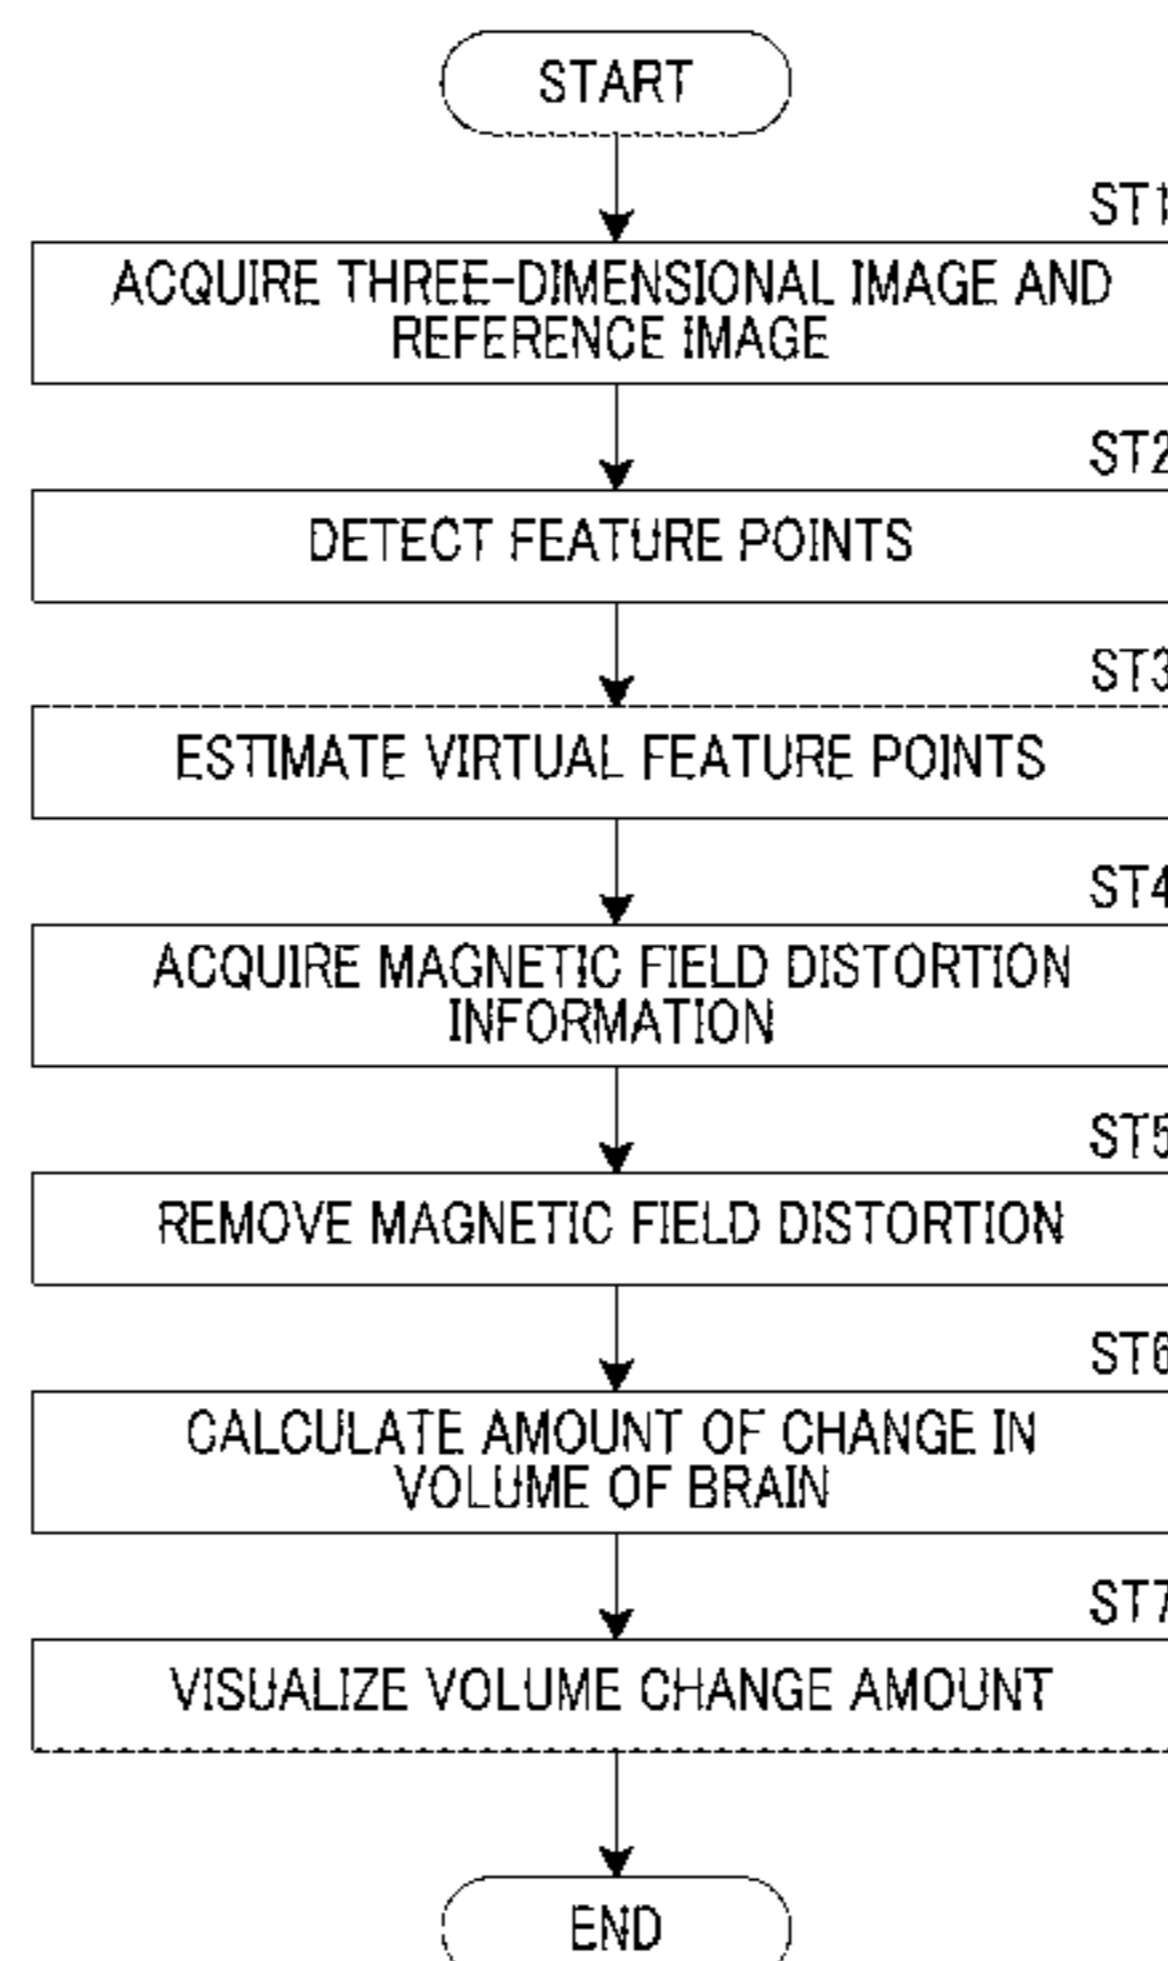 START
ST1
ACQUIRE THREE-DIMENSIONAL IMAGE AND
REFERENCE IMAGE
ST2
DETECT FEATURE POINTS
ST3
ESTIMATE VIRTUAL FEATURE POINTS
ST4
ACQUIRE MAGNETIC FIELD DISTORTION
INFORMATION
ST5
REMOVE MAGNETIC FIELD DISTORTION
ST6
CALCULATE AMOUNT OF CHANGE IN
VOLUME OF BRAIN
ST7
VISUALIZE VOLUME CHANGE AMOUNT
END